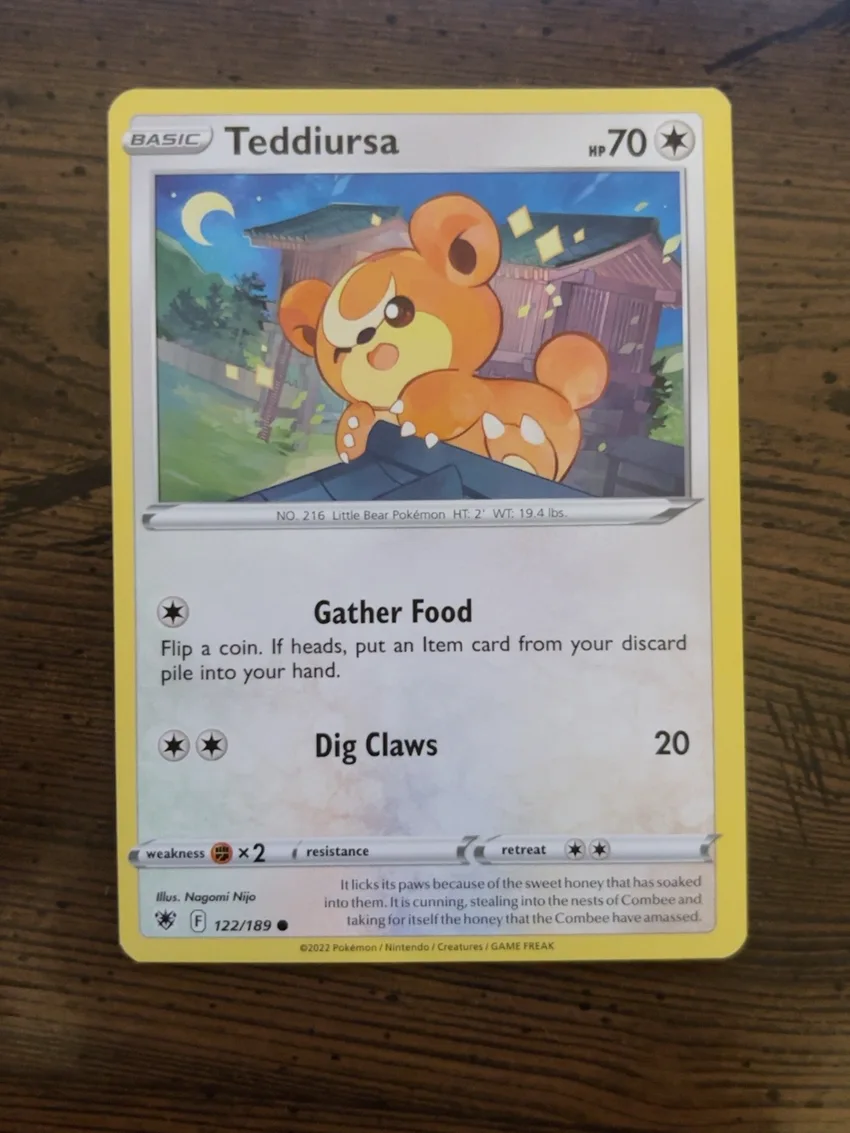 BASIC Teddiursa HP 70
NO. 216 Little Bear Pokémon HT: 2' WT: 19.4 lbs.
Gather Food
Flip a coin. If heads, put an Item card from your discard
pile into your hand.
Dig Claws 20
weakness ×2 resistance retreat
Illus. Nagomi Nijo
It licks its paws because of the sweet honey that has soaked
into them. It is cunning, stealing into the nests of Combee and
taking for itself the honey that the Combee have amassed.
F 122/189
©2022 Pokémon / Nintendo / Creatures / GAME FREAK